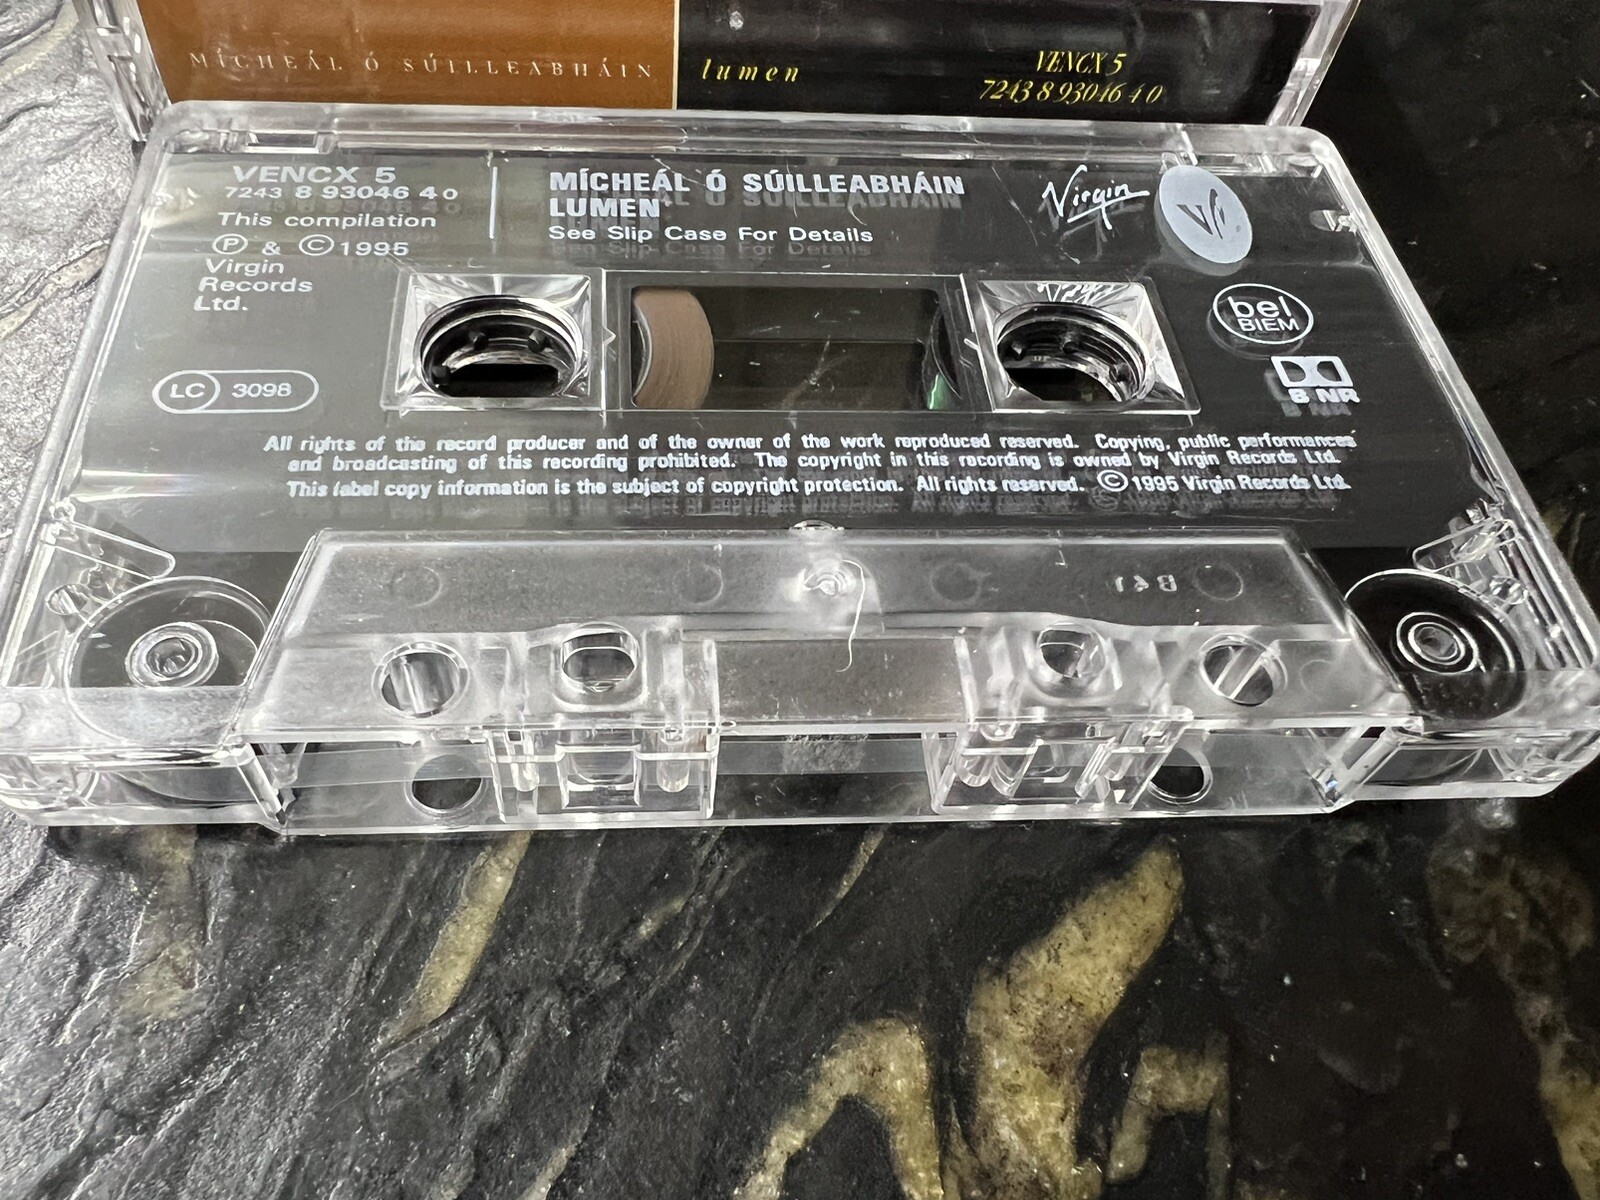 MÍCHEÁL Ó SÚILLEABHÁIN
lumen
VENCX 5
7243 8 93046 4 0
VENCX 5
7243 8 93046 4 0
This compilation
Ⓟ & © 1995
Virgin
Records
Ltd.
MÍCHEÁL Ó SÚILLEABHÁIN
LUMEN
See Slip Case For Details
Virgin
VE
bel
BIEM
LC 3098
B NR
All rights of the record producer and of the owner of the work reproduced reserved. Copying, public performances
and broadcasting of this recording prohibited. The copyright in this recording is owned by Virgin Records Ltd.
This label copy information is the subject of copyright protection. All rights reserved. © 1995 Virgin Records Ltd.